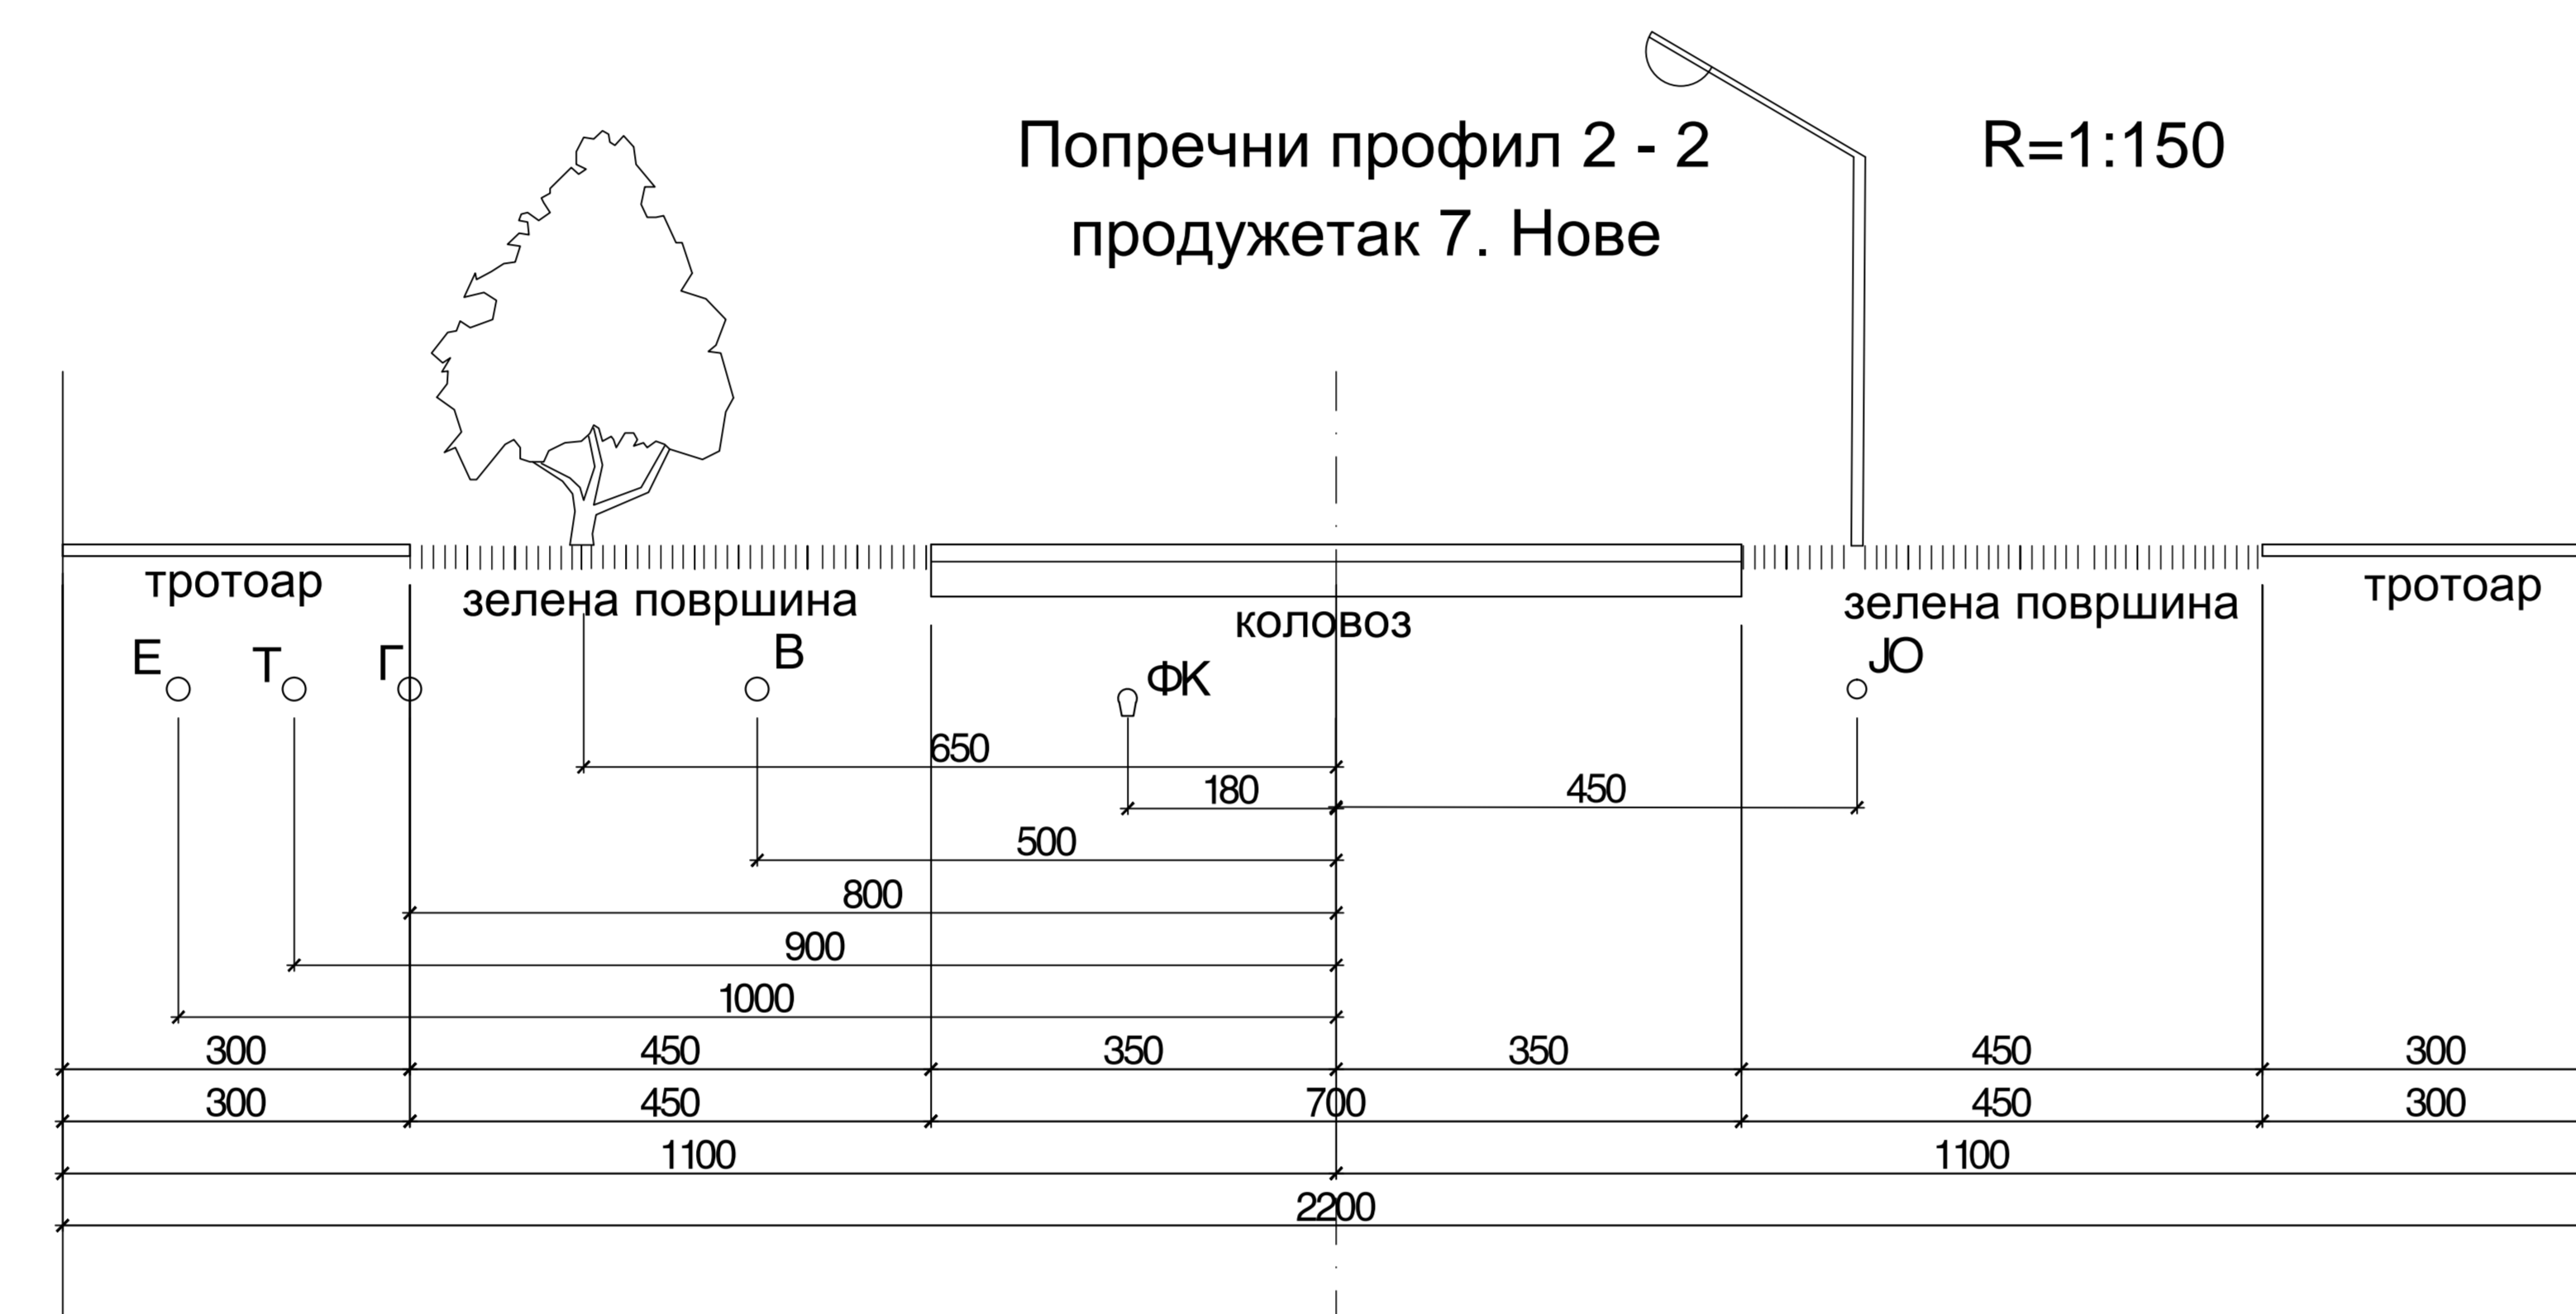 Попречни профил 2 - 2
R=1:150
продужетак 7. Нове
тротоар
зелена површина
коловоз
зелена површина
тротоар
Е
Т
Г
В
ФК
ЈО
650
180
450
500
800
900
1000
300 450 350 350 450 300
300 450 700 450 300
1100 1100
2200